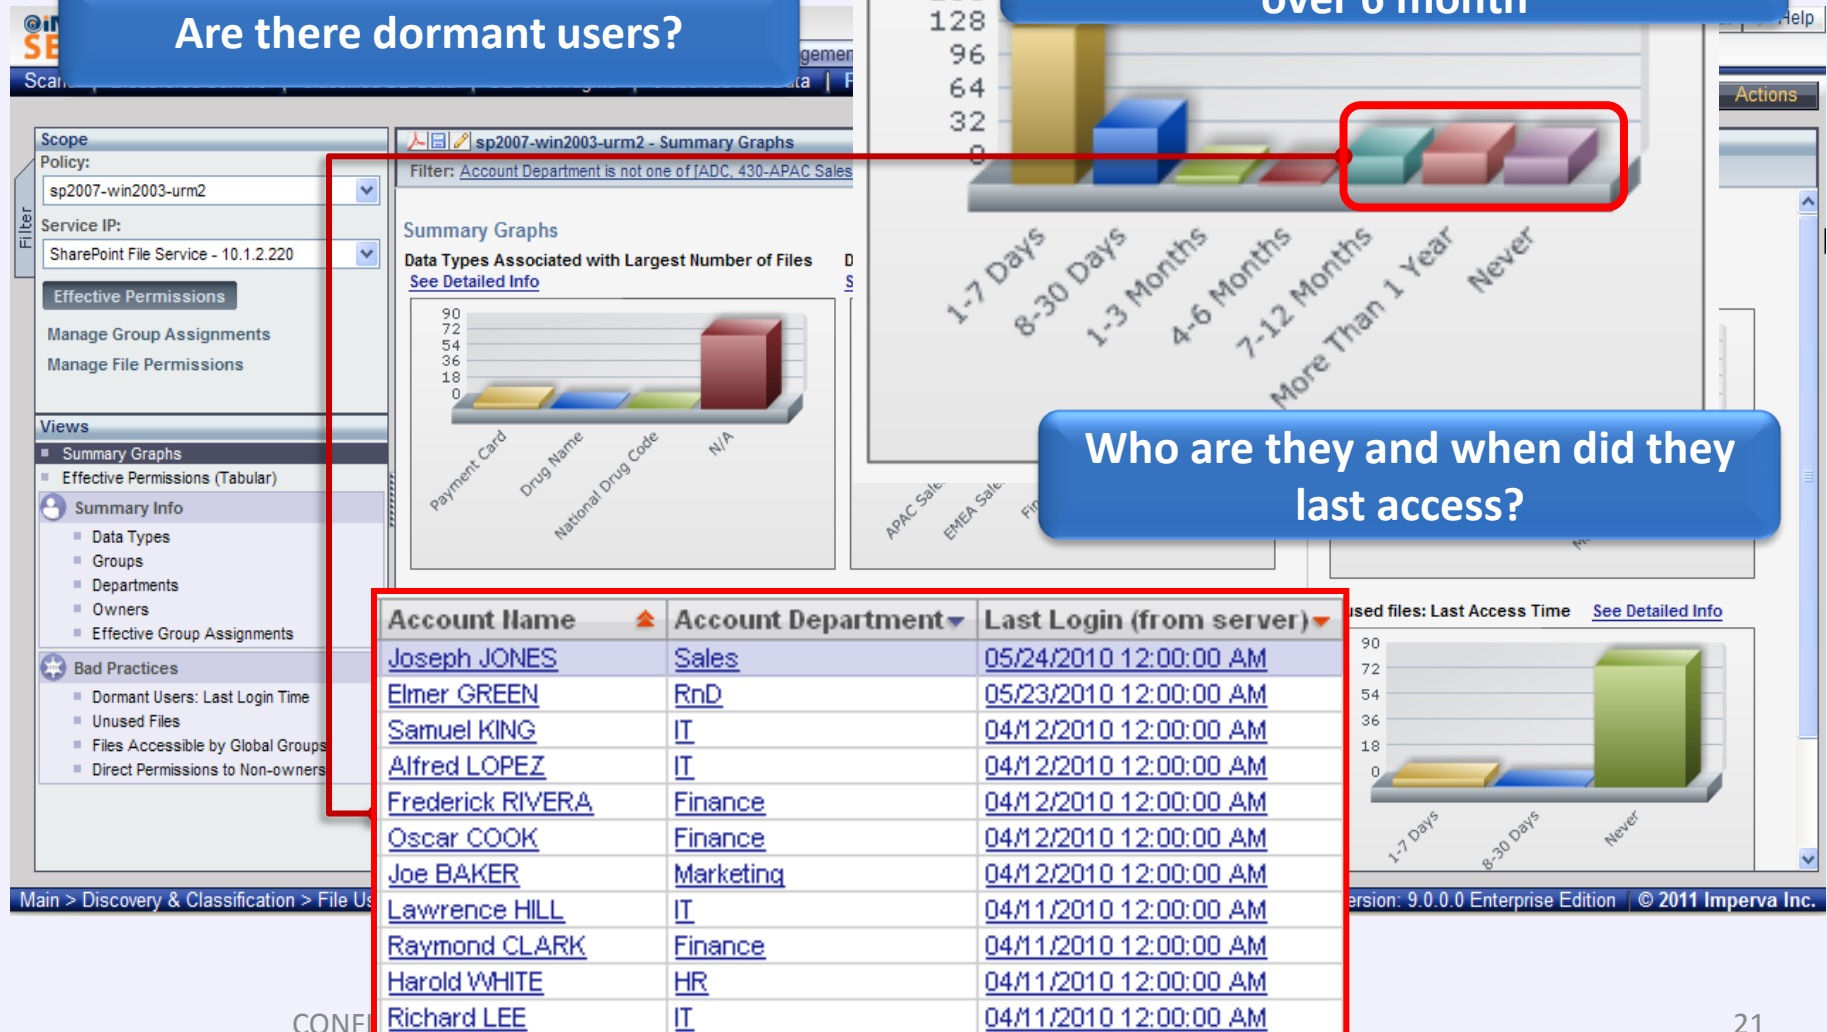 Are there dormant users?
over 6 month
Help
Actions
Scope
Policy:
sp2007-win2003-urm2
Service IP:
SharePoint File Service - 10.1.2.220
Filter
Effective Permissions
Manage Group Assignments
Manage File Permissions
Views
Summary Graphs
Effective Permissions (Tabular)
Summary Info
Data Types
Groups
Departments
Owners
Effective Group Assignments
Bad Practices
Dormant Users: Last Login Time
Unused Files
Files Accessible by Global Groups
Direct Permissions to Non-owners
sp2007-win2003-urm2 - Summary Graphs
Filter: Account Department is not one of [ADC, 430-APAC Sales
Summary Graphs
Data Types Associated with Largest Number of Files
See Detailed Info
90
72
54
36
18
0
Payment Card
Drug Name
National Drug Code
N/A
128
96
64
32
0
1-7 Days
8-30 Days
1-3 Months
4-6 Months
7-12 Months
More Than 1 Year
Never
Who are they and when did they
last access?
APAC
EMEA
used files: Last Access Time See Detailed Info
90
72
54
36
18
0
1-7 Days
8-30 Days
Never
Account Name Account Department Last Login (from server)
Joseph JONES Sales 05/24/2010 12:00:00 AM
Elmer GREEN RnD 05/23/2010 12:00:00 AM
Samuel KING IT 04/12/2010 12:00:00 AM
Alfred LOPEZ IT 04/12/2010 12:00:00 AM
Frederick RIVERA Finance 04/12/2010 12:00:00 AM
Oscar COOK Finance 04/12/2010 12:00:00 AM
Joe BAKER Marketing 04/12/2010 12:00:00 AM
Lawrence HILL IT 04/11/2010 12:00:00 AM
Raymond CLARK Finance 04/11/2010 12:00:00 AM
Harold WHITE HR 04/11/2010 12:00:00 AM
Richard LEE IT 04/11/2010 12:00:00 AM
Main > Discovery & Classification > File
ersion: 9.0.0.0 Enterprise Edition © 2011 Imperva Inc.
21